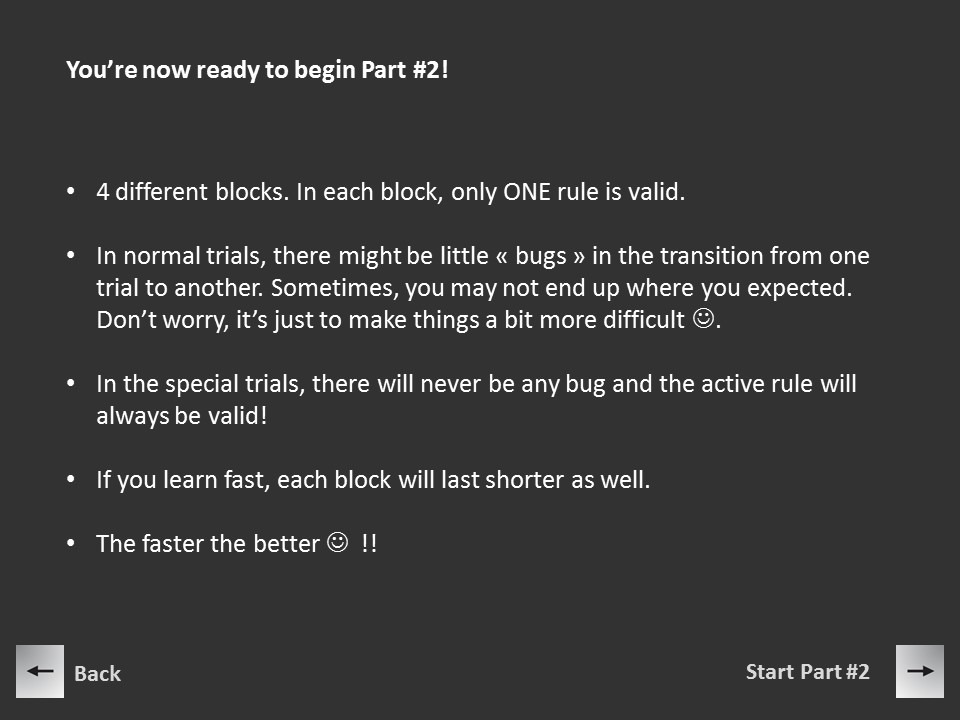 You’re now ready to begin Part #2!
• 4 different blocks. In each block, only ONE rule is valid.
• In normal trials, there might be little « bugs » in the transition from one
trial to another. Sometimes, you may not end up where you expected.
Don’t worry, it’s just to make things a bit more difficult ☺.
• In the special trials, there will never be any bug and the active rule will
always be valid!
• If you learn fast, each block will last shorter as well.
• The faster the better ☺ !!
← Back
Start Part #2 →